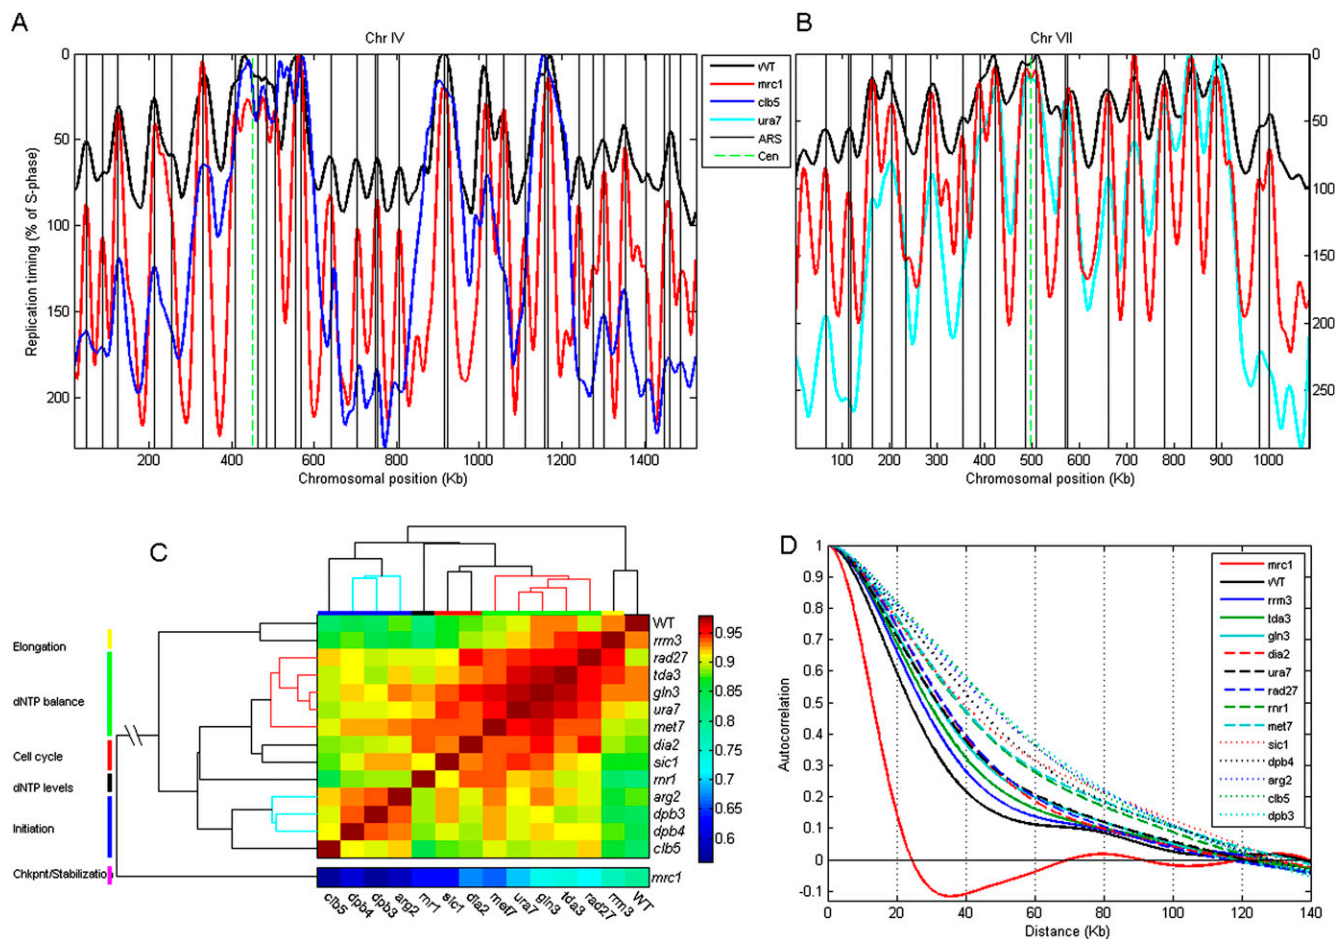 A
Chr IV
0
50
100
150
200
Replication timing (% of S-phase)
200
400
600
800
1000
1200
1400
Chromosomal position (Kb)
WT
mrc1
clb5
ura7
ARS
Cen
B
Chr VII
0
50
100
150
200
250
0
50
100
150
200
250
100
200
300
400
500
600
700
800
900
1000
Chromosomal position (Kb)
C
Elongation
dNTP balance
Cell cycle
dNTP levels
Initiation
Chkpnt/Stabilizatio
WT
rrm3
rad27
tda3
gln3
ura7
met7
dia2
sic1
rnr1
arg2
dpb3
dpb4
clb5
mrc1
clb5
dpb4
dpb3
arg2
rnr1
sic1
dia2
met7
ura7
gln3
tda3
rad27
rrm3
WT
0.95
0.9
0.85
0.8
0.75
0.7
0.65
0.6
D
1
0.9
0.8
0.7
0.6
0.5
0.4
0.3
0.2
0.1
0
-0.1
Autocorrelation
0
20
40
60
80
100
120
140
Distance (Kb)
mrc1
WT
rrm3
tda3
gln3
dia2
ura7
rad27
rnr1
met7
sic1
dpb4
arg2
clb5
dpb3